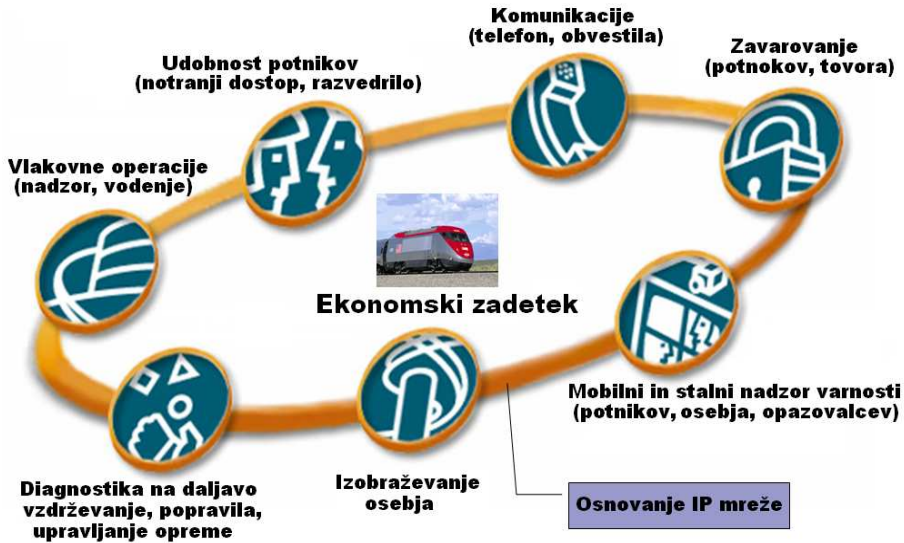 Komunikacije
(telefon, obvestila)
Udobnost potnikov
(notranji dostop, razvedrilo)
Zavarovanje
(potnokov, tovora)
Vlakovne operacije
(nadzor, vodenje)
Ekonomski zadetek
Mobilni in stalni nadzor varnosti
(potnikov, osebja, opazovalcev)
Diagnostika na daljavo
vzdrževanje, popravila,
upravljanje opreme
Izobraževanje
osebja
Osnovanje IP mreže